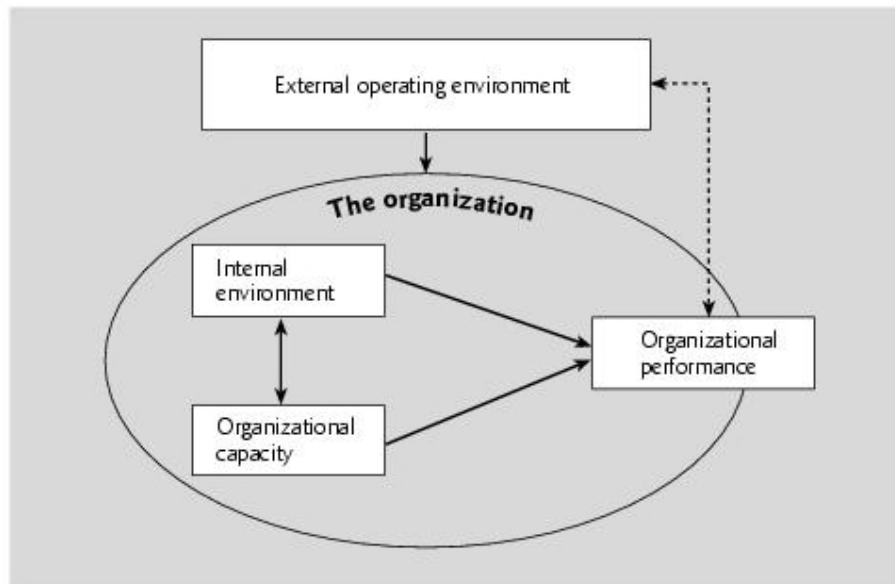 External operating environment
The organization
Internal
environment
Organizational
performance
Organizational
capacity